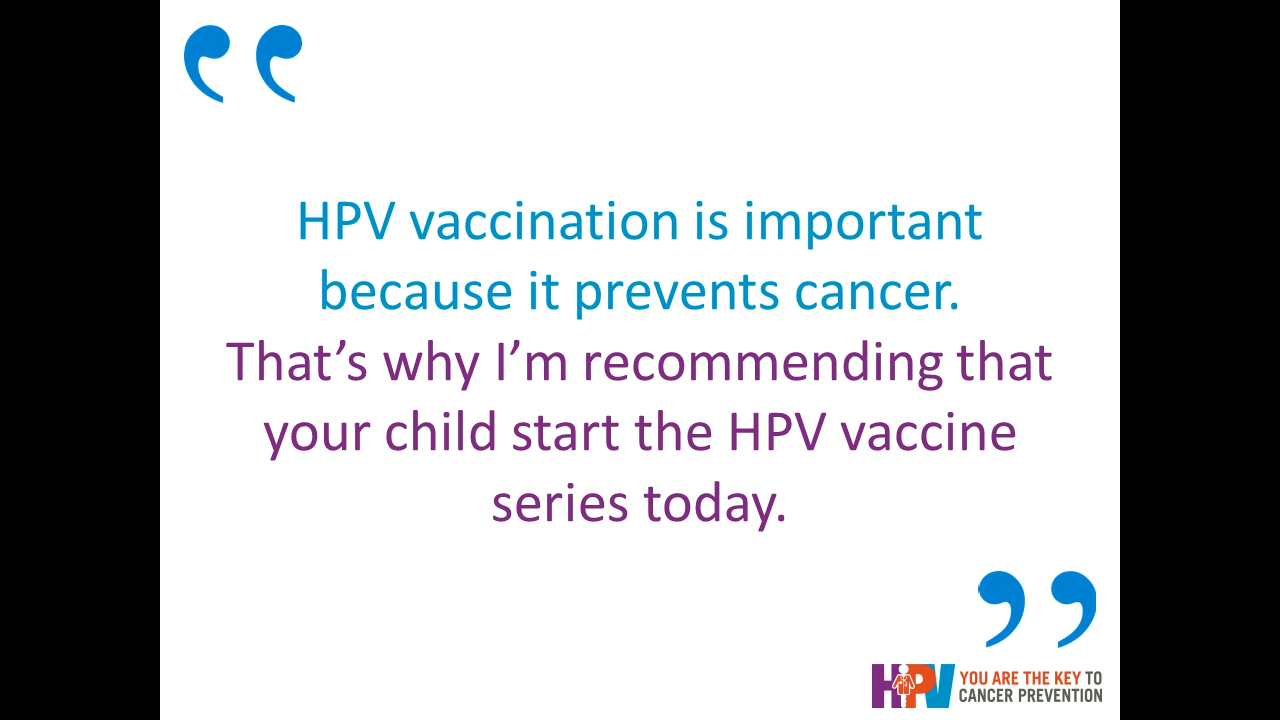 HPV vaccination is important
because it prevents cancer.
That’s why I’m recommending that
your child start the HPV vaccine
series today.
HPV YOU ARE THE KEY TO
CANCER PREVENTION